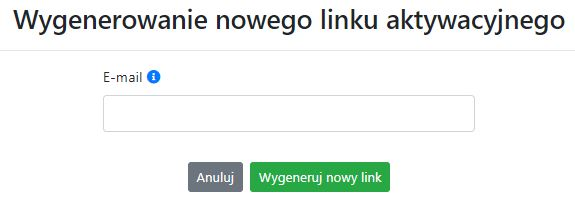 Wygenerowanie nowego linku aktywacyjnego
E-mail
Anuluj
Wygeneruj nowy link